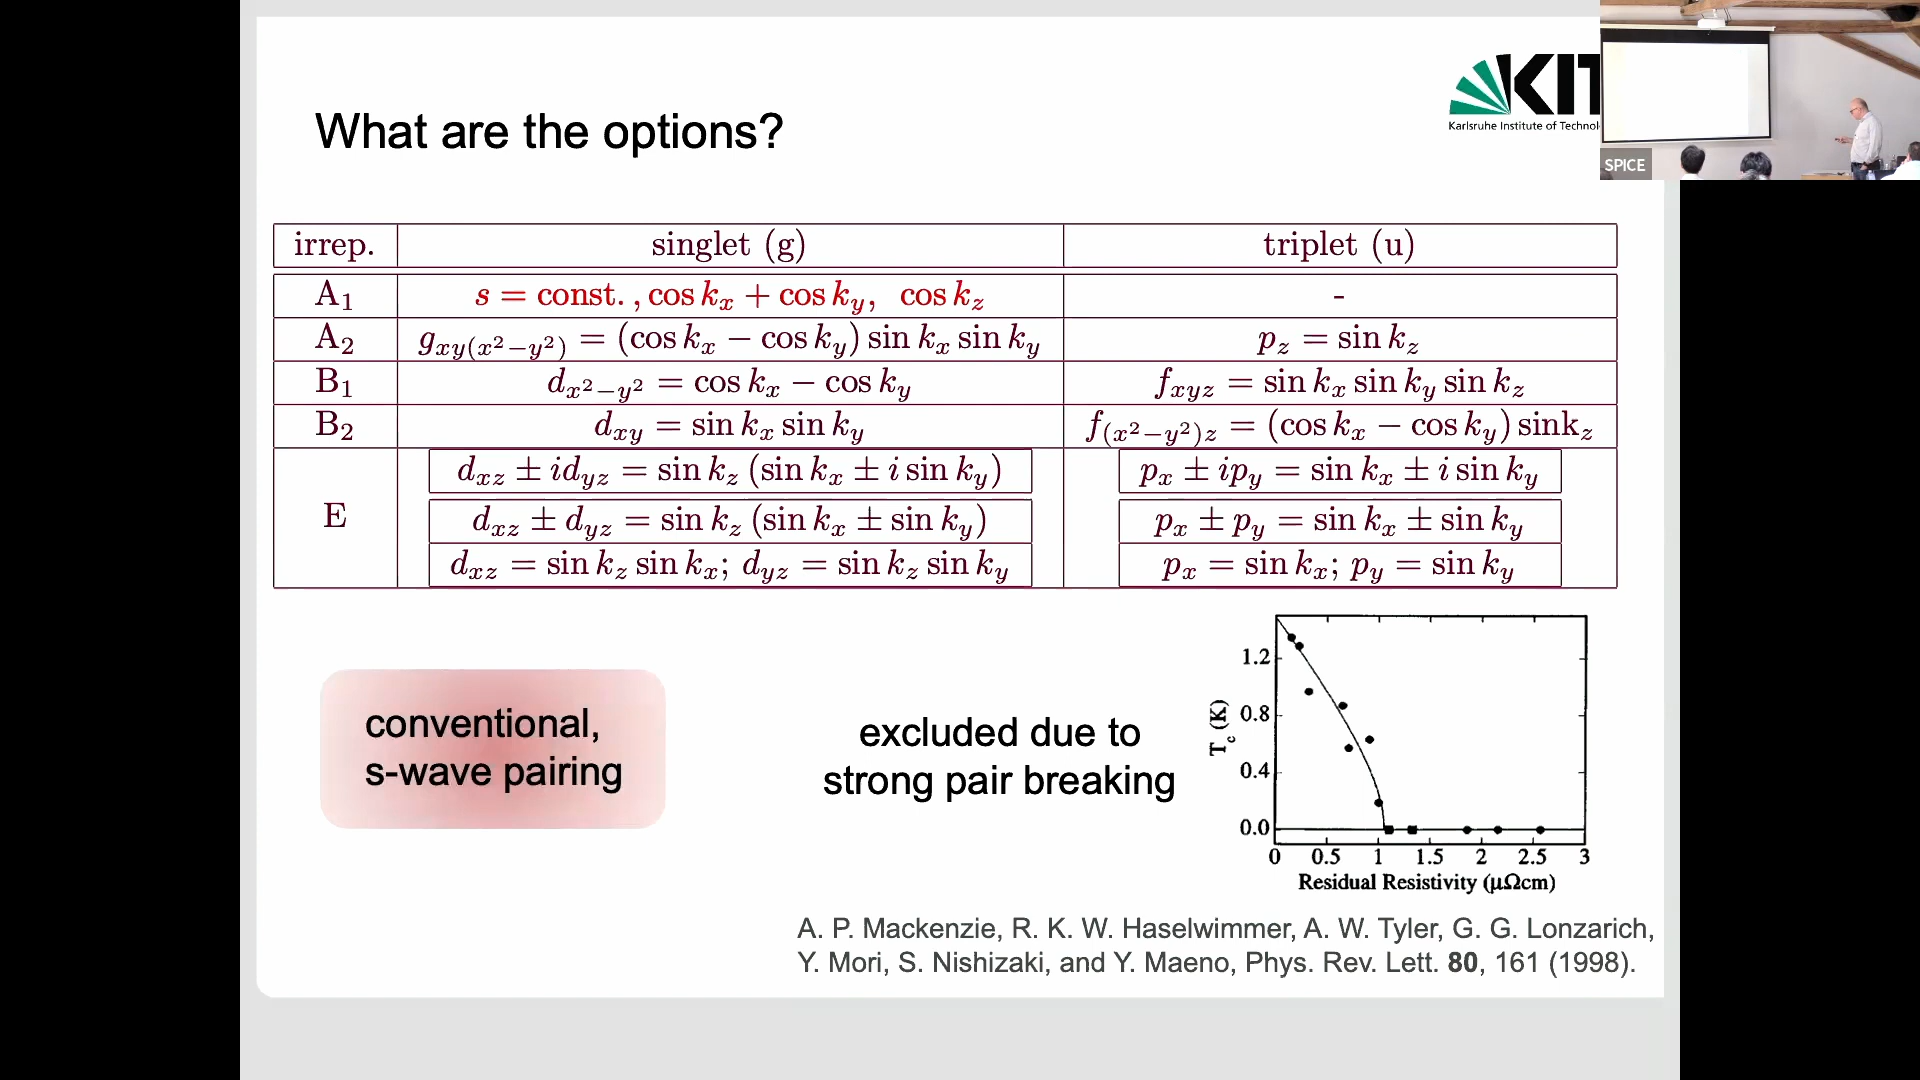 What are the options?
KIT
Karlsruhe Institute of Technol
SPICE
irrep. singlet (g) triplet (u)
A₁ s = const. , cos kₓ + cos k_y, cos k_z -
A₂ g_{xy(x²−y²)} = (cos kₓ − cos k_y) sin kₓ sin k_y p_z = sin k_z
B₁ d_{x²−y²} = cos kₓ − cos k_y f_{xyz} = sin kₓ sin k_y sin k_z
B₂ d_{xy} = sin kₓ sin k_y f_{(x²−y²)z} = (cos kₓ − cos k_y) sink_z
E
d_{xz} ± id_{yz} = sin k_z (sin kₓ ± i sin k_y) pₓ ± ip_y = sin kₓ ± i sin k_y
d_{xz} ± d_{yz} = sin k_z (sin kₓ ± sin k_y) pₓ ± p_y = sin kₓ ± sin k_y
d_{xz} = sin k_z sin kₓ; d_{yz} = sin k_z sin k_y pₓ = sin kₓ; p_y = sin k_y
conventional,
s-wave pairing
excluded due to
strong pair breaking
T_c (K)
1.2
0.8
0.4
0.0
0 0.5 1 1.5 2 2.5 3
Residual Resistivity (μΩcm)
A. P. Mackenzie, R. K. W. Haselwimmer, A. W. Tyler, G. G. Lonzarich,
Y. Mori, S. Nishizaki, and Y. Maeno, Phys. Rev. Lett. 80, 161 (1998).